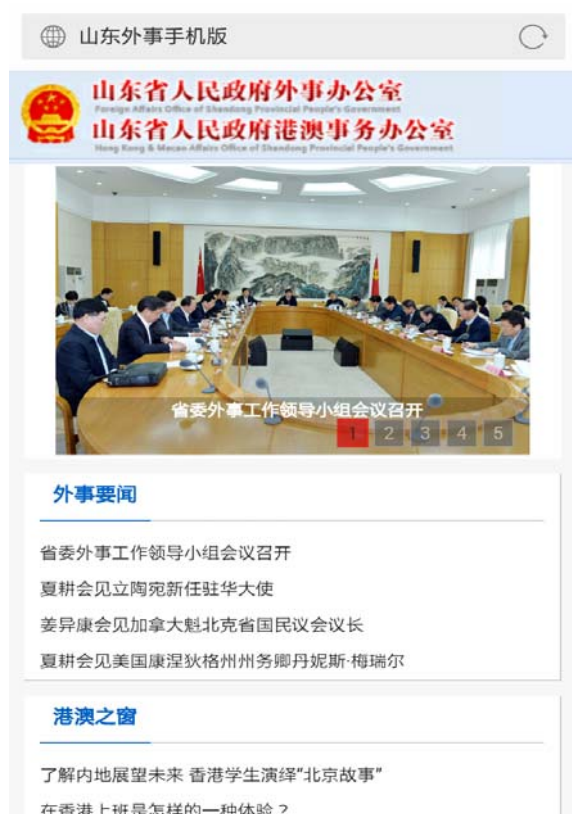 山东外事手机版
山东省人民政府外事办公室
Foreign Affairs Office of Shandong Provincial People's Government
山东省人民政府港澳事务办公室
Hong Kong & Macao Affairs Office of Shandong Provincial People's Government
省委外事工作领导小组会议召开
1 2 3 4 5
外事要闻
省委外事工作领导小组会议召开
夏耕会见立陶宛新任驻华大使
姜异康会见加拿大魁北克省国民议会议长
夏耕会见美国康涅狄格州州务卿丹妮斯·梅瑞尔
港澳之窗
了解内地展望未来 香港学生演绎“北京故事”
在香港上班是怎样的一种体验？